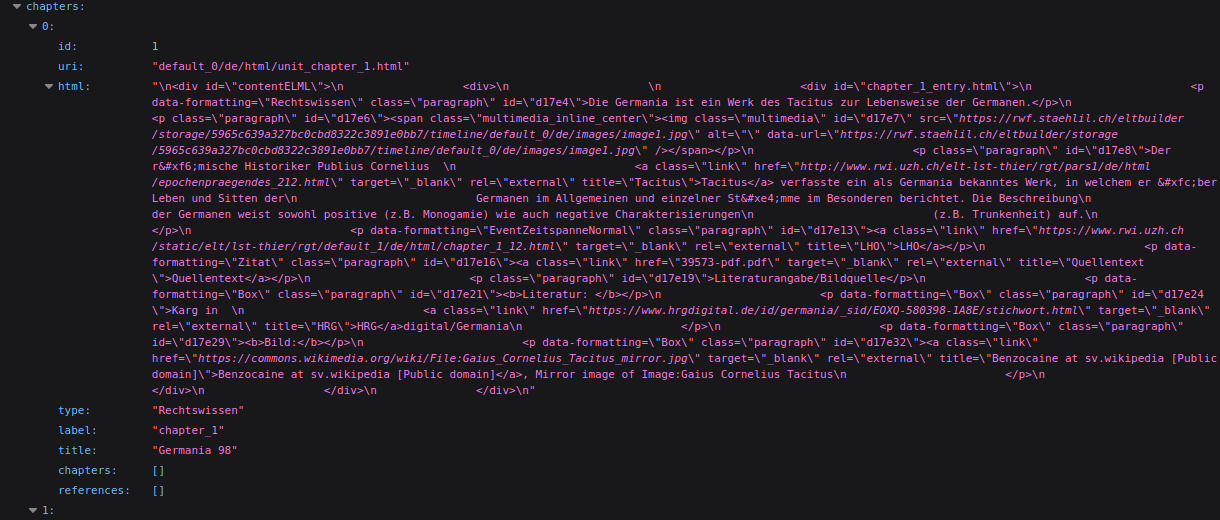 chapters:
0:
id: 1
uri: "default_0/de/html/unit_chapter_1.html"
html: "\n<div id=\"contentELML\">\n <div>\n \n <div id=\"chapter_1_entry.html\">\n <p
data-formatting=\"Rechtswissen\" class=\"paragraph\" id=\"d17e4\">Die Germania ist ein Werk des Tacitus zur Lebensweise der Germanen.</p>\n
<p class=\"paragraph\" id=\"d17e6\"><span class=\"multimedia_inline_center\"><img class=\"multimedia\" id=\"d17e7\" src=\"https://rwf.staehlil.ch/eltbuilder
/storage/5965c639a327bc0cbd8322c3891e0bb7/timeline/default_0/de/images/image1.jpg\" alt=\"\" data-url=\"https://rwf.staehlil.ch/eltbuilder/storage
/5965c639a327bc0cbd8322c3891e0bb7/timeline/default_0/de/images/image1.jpg\" /></span></p>\n <p class=\"paragraph\" id=\"d17e8\">Der
r&#xf6;mische Historiker Publius Cornelius \n <a class=\"link\" href=\"http://www.rwi.uzh.ch/elt-lst-thier/rgt/pars1/de/html
/epochenpraegendes_212.html\" target=\"_blank\" rel=\"external\" title=\"Tacitus\">Tacitus</a> verfasste ein als Germania bekanntes Werk, in welchem er &#xfc;ber
Leben und Sitten der\n Germanen im Allgemeinen und einzelner St&#xe4;mme im Besonderen berichtet. Die Beschreibung\n
der Germanen weist sowohl positive (z.B. Monogamie) wie auch negative Charakterisierungen\n (z.B. Trunkenheit) auf.\n
</p>\n <p data-formatting=\"EventZeitspanneNormal\" class=\"paragraph\" id=\"d17e13\"><a class=\"link\" href=\"https://www.rwi.uzh.ch
/static/elt/lst-thier/rgt/default_1/de/html/chapter_1_12.html\" target=\"_blank\" rel=\"external\" title=\"LHO\">LHO</a></p>\n <p data-
formatting=\"Zitat\" class=\"paragraph\" id=\"d17e16\"><a class=\"link\" href=\"39573-pdf.pdf\" target=\"_blank\" rel=\"external\" title=\"Quellentext
\">Quellentext</a></p>\n <p class=\"paragraph\" id=\"d17e19\">Literaturangabe/Bildquelle</p>\n <p data-
formatting=\"Box\" class=\"paragraph\" id=\"d17e21\"><b>Literatur: </b></p>\n <p data-formatting=\"Box\" class=\"paragraph\" id=\"d17e24
\">Karg in \n <a class=\"link\" href=\"https://www.hrgdigital.de/id/germania/_sid/EOXQ-580398-1A8E/stichwort.html\" target=\"_blank\"
rel=\"external\" title=\"HRG\">HRG</a>digital/Germania\n </p>\n <p data-formatting=\"Box\" class=\"paragraph\"
id=\"d17e29\"><b>Bild:</b></p>\n <p data-formatting=\"Box\" class=\"paragraph\" id=\"d17e32\"><a class=\"link\"
href=\"https://commons.wikimedia.org/wiki/File:Gaius_Cornelius_Tacitus_mirror.jpg\" target=\"_blank\" rel=\"external\" title=\"Benzocaine at sv.wikipedia [Public
domain]\">Benzocaine at sv.wikipedia [Public domain]</a>, Mirror image of Image:Gaius Cornelius Tacitus\n </p>\n
</div>\n </div>\n </div>\n"
type: "Rechtswissen"
label: "chapter_1"
title: "Germania 98"
chapters: []
references: []
1: